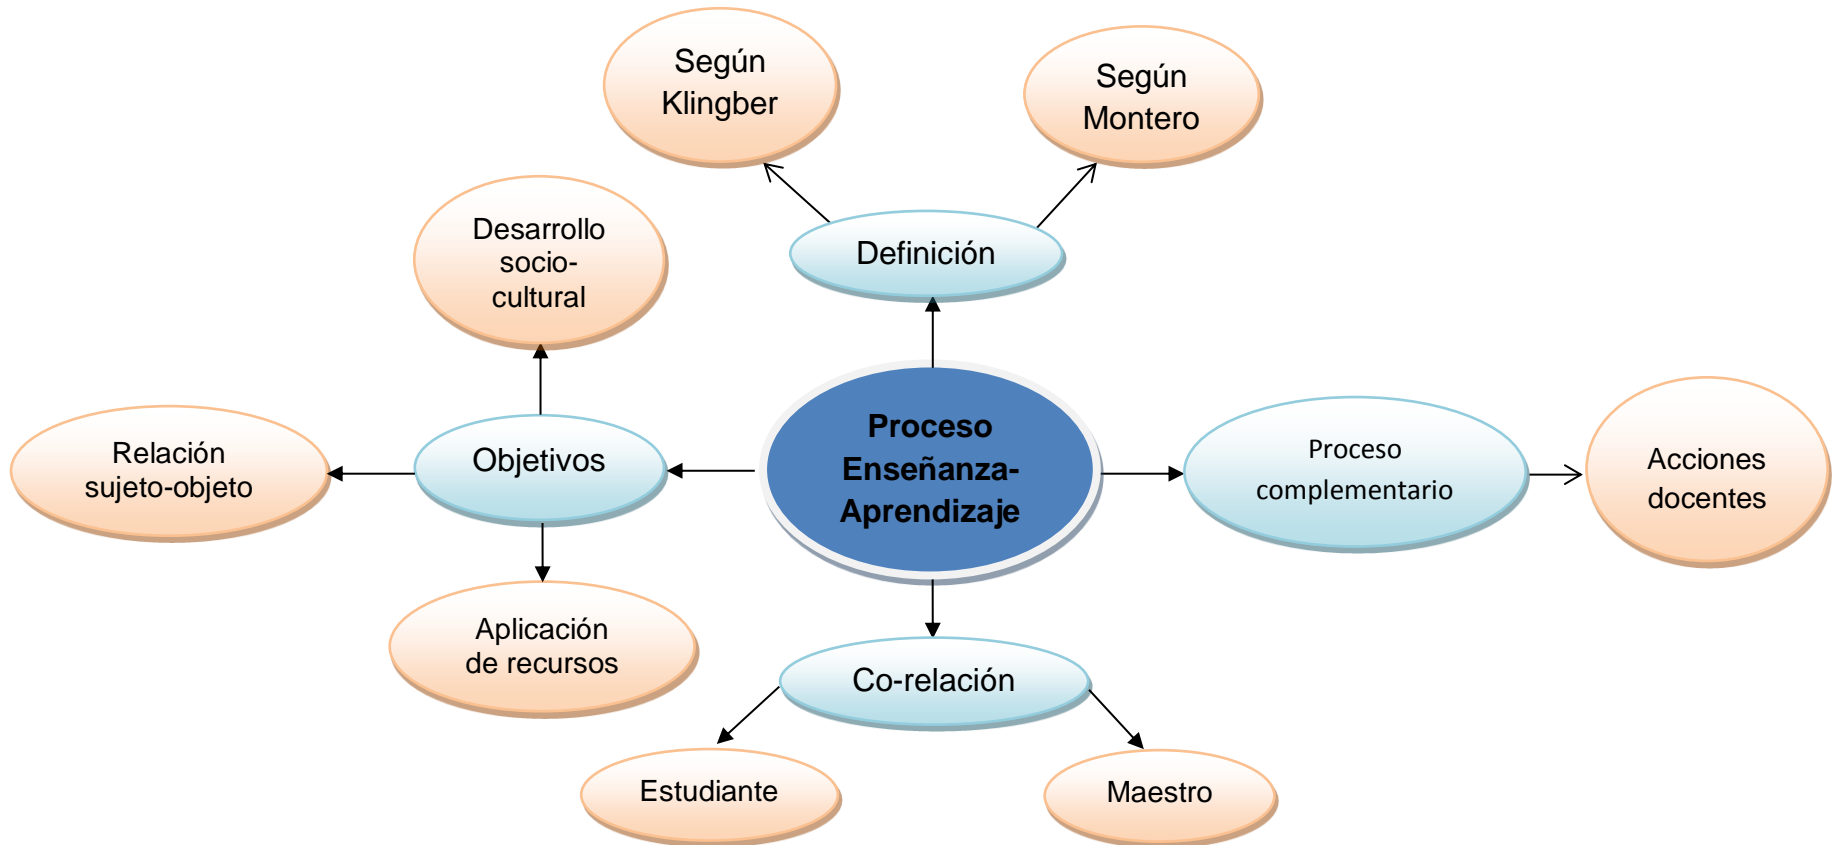 Según
Klingber
Según
Montero
Desarrollo
socio-
cultural
Definición
Relación
sujeto-objeto
Objetivos
Proceso
Enseñanza-
Aprendizaje
Proceso
complementario
Acciones
docentes
Aplicación
de recursos
Co-relación
Estudiante
Maestro